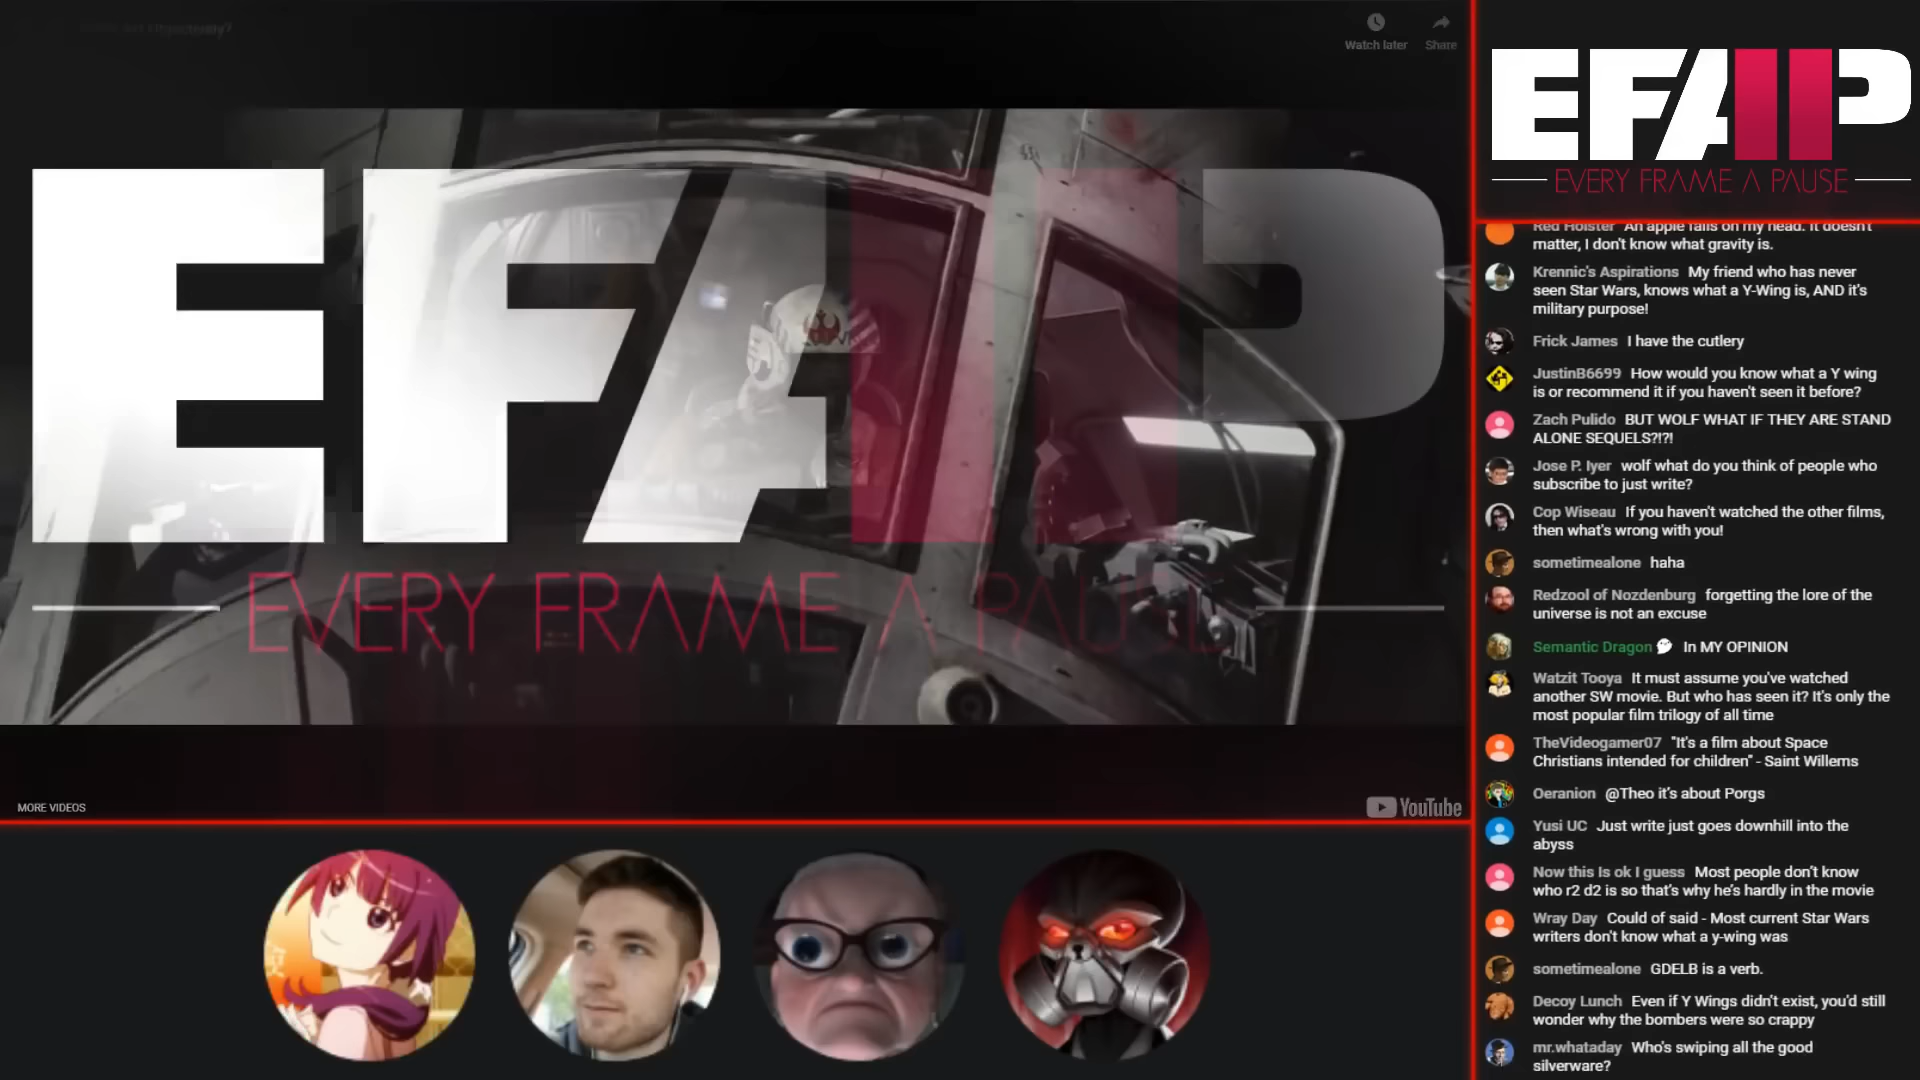 Watch later
Share
EFAP
EVERY FRAME A PAUSE
MORE VIDEOS
YouTube
EFAP
EVERY FRAME A PAUSE
Red Holster An apple falls on my head. It doesn't
matter, I don't know what gravity is.
Krennic's Aspirations My friend who has never
seen Star Wars, knows what a Y-Wing is, AND it's
military purpose!
Frick James I have the cutlery
JustinB6699 How would you know what a Y wing
is or recommend it if you haven't seen it before?
Zach Pulido BUT WOLF WHAT IF THEY ARE STAND
ALONE SEQUELS?!?!
Jose P. Iyer wolf what do you think of people who
subscribe to just write?
Cop Wiseau If you haven't watched the other films,
then what's wrong with you!
sometimealone haha
Redzool of Nozdenburg forgetting the lore of the
universe is not an excuse
Semantic Dragon In MY OPINION
Watzit Tooya It must assume you've watched
another SW movie. But who has seen it? It's only the
most popular film trilogy of all time
TheVideogamer07 "It's a film about Space
Christians intended for children" - Saint Willems
Oeranion @Theo it's about Porgs
Yusi UC Just write just goes downhill into the
abyss
Now this Is ok I guess Most people don't know
who r2 d2 is so that's why he's hardly in the movie
Wray Day Could of said - Most current Star Wars
writers don't know what a y-wing was
sometimealone GDELB is a verb.
Decoy Lunch Even if Y Wings didn't exist, you'd still
wonder why the bombers were so crappy
mr.whataday Who's swiping all the good
silverware?